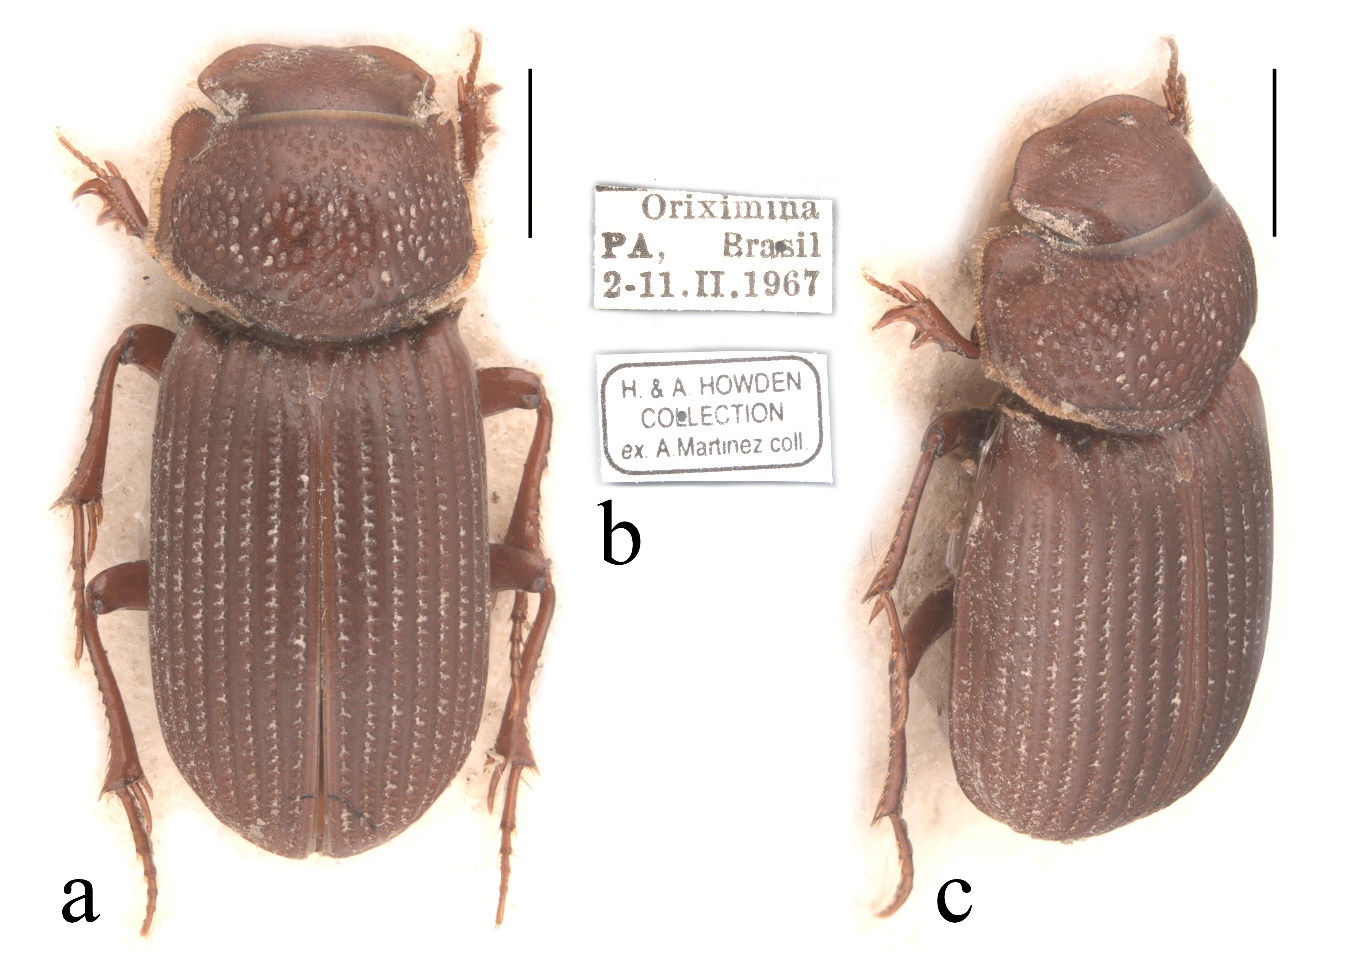 a
Oriximina
PA, Brasil
2-11.II.1967
H. & A. HOWDEN
COLLECTION
ex. A.Martinez coll.
b
c